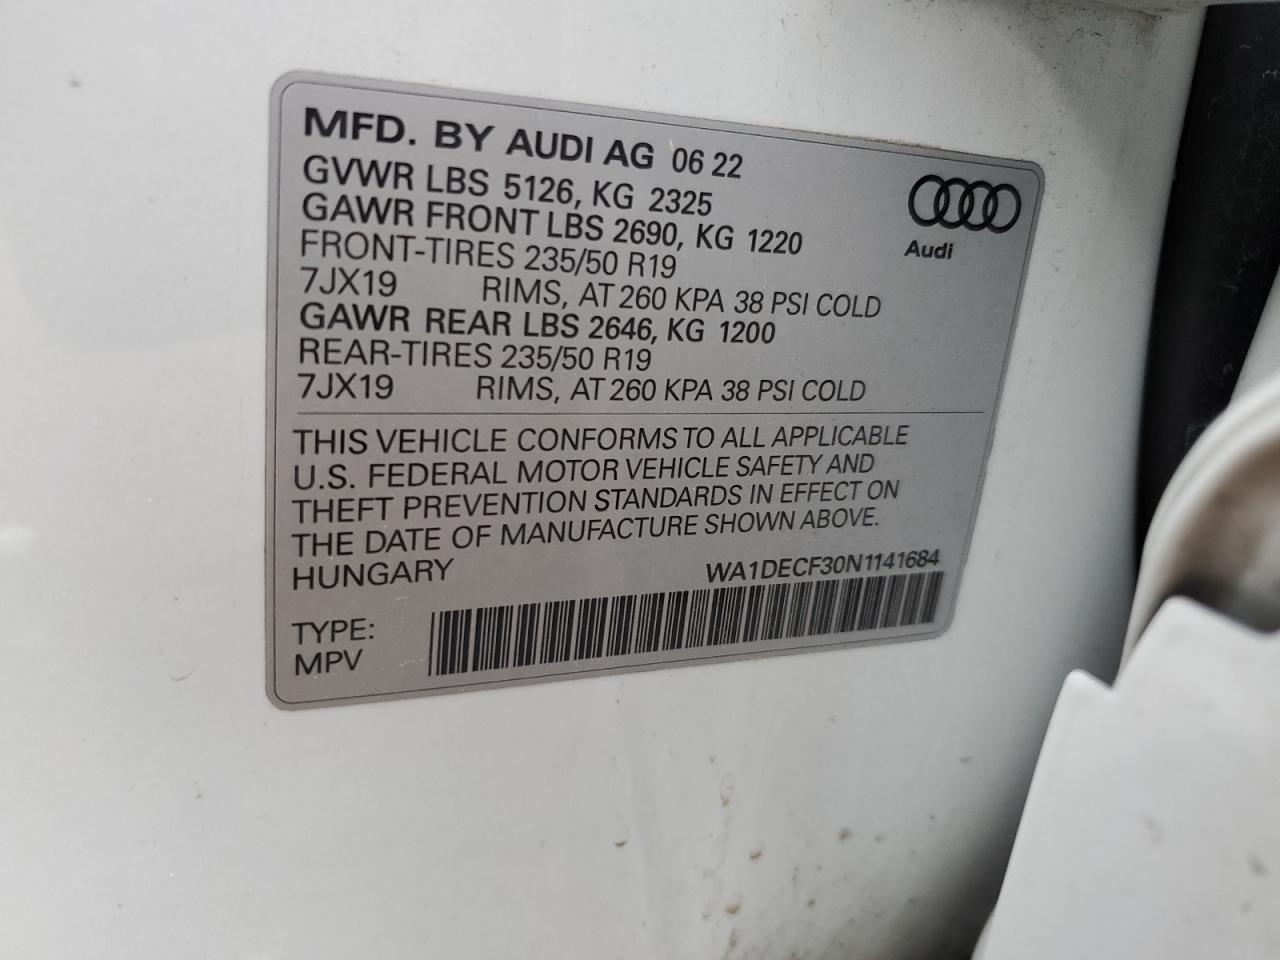 MFD. BY AUDI AG 06 22
GVWR LBS 5126, KG 2325
GAWR FRONT LBS 2690, KG 1220
FRONT-TIRES 235/50 R19
7JX19 RIMS, AT 260 KPA 38 PSI COLD
GAWR REAR LBS 2646, KG 1200
REAR-TIRES 235/50 R19
7JX19 RIMS, AT 260 KPA 38 PSI COLD
Audi
THIS VEHICLE CONFORMS TO ALL APPLICABLE
U.S. FEDERAL MOTOR VEHICLE SAFETY AND
THEFT PREVENTION STANDARDS IN EFFECT ON
THE DATE OF MANUFACTURE SHOWN ABOVE.
HUNGARY WA1DECF30N1141684
TYPE:
MPV